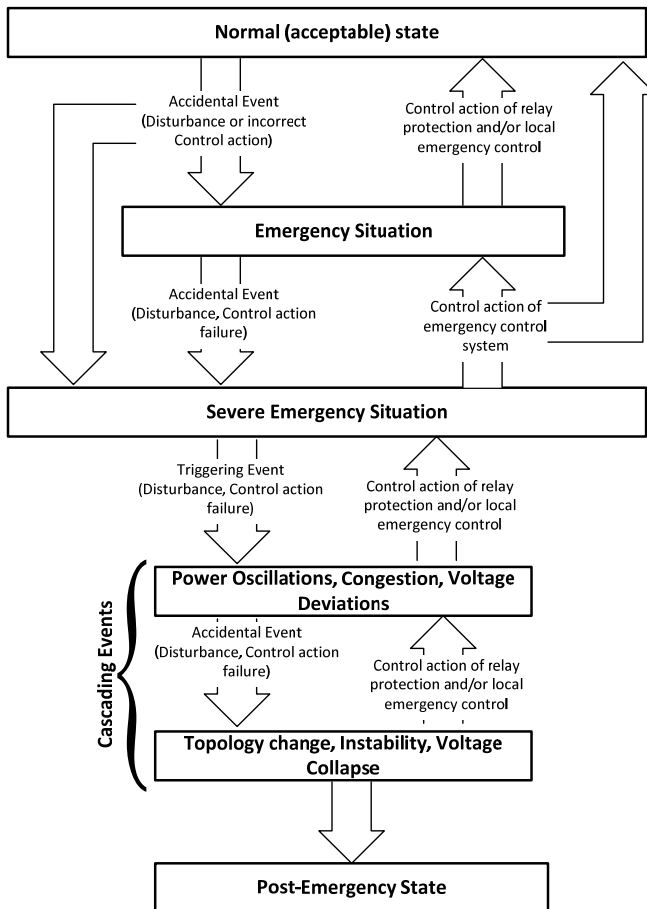 Normal (acceptable) state
Accidental Event
(Disturbance or incorrect
Control action)
Control action of relay
protection and/or local
emergency control
Emergency Situation
Accidental Event
(Disturbance, Control action
failure)
Control action of
emergency control
system
Severe Emergency Situation
Triggering Event
(Disturbance, Control action
failure)
Control action of relay
protection and/or local
emergency control
Cascading Events
Power Oscillations, Congestion, Voltage
Deviations
Accidental Event
(Disturbance, Control action
failure)
Control action of relay
protection and/or local
emergency control
Topology change, Instability, Voltage
Collapse
Post-Emergency State